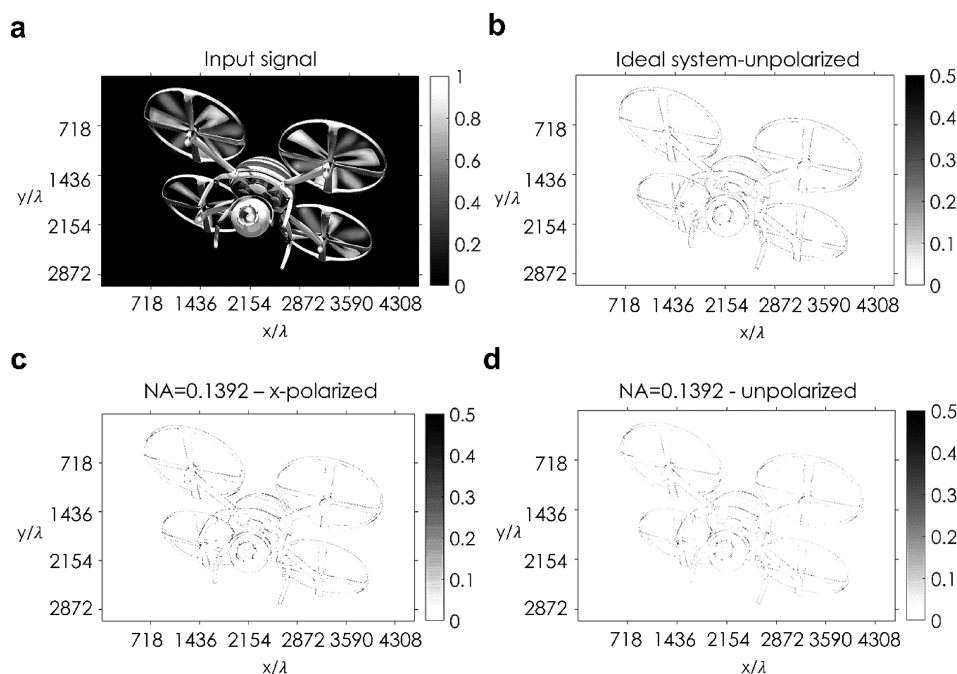 a
Input signal
1
0.8
0.6
0.4
0.2
0
718
1436
y/λ
2154
2872
718 1436 2154 2872 3590 4308
x/λ
b
Ideal system-unpolarized
0.5
0.4
0.3
0.2
0.1
0
718
1436
y/λ
2154
2872
718 1436 2154 2872 3590 4308
x/λ
c
NA=0.1392 – x-polarized
0.5
0.4
0.3
0.2
0.1
0
718
1436
y/λ
2154
2872
718 1436 2154 2872 3590 4308
x/λ
d
NA=0.1392 - unpolarized
0.5
0.4
0.3
0.2
0.1
0
718
1436
y/λ
2154
2872
718 1436 2154 2872 3590 4308
x/λ